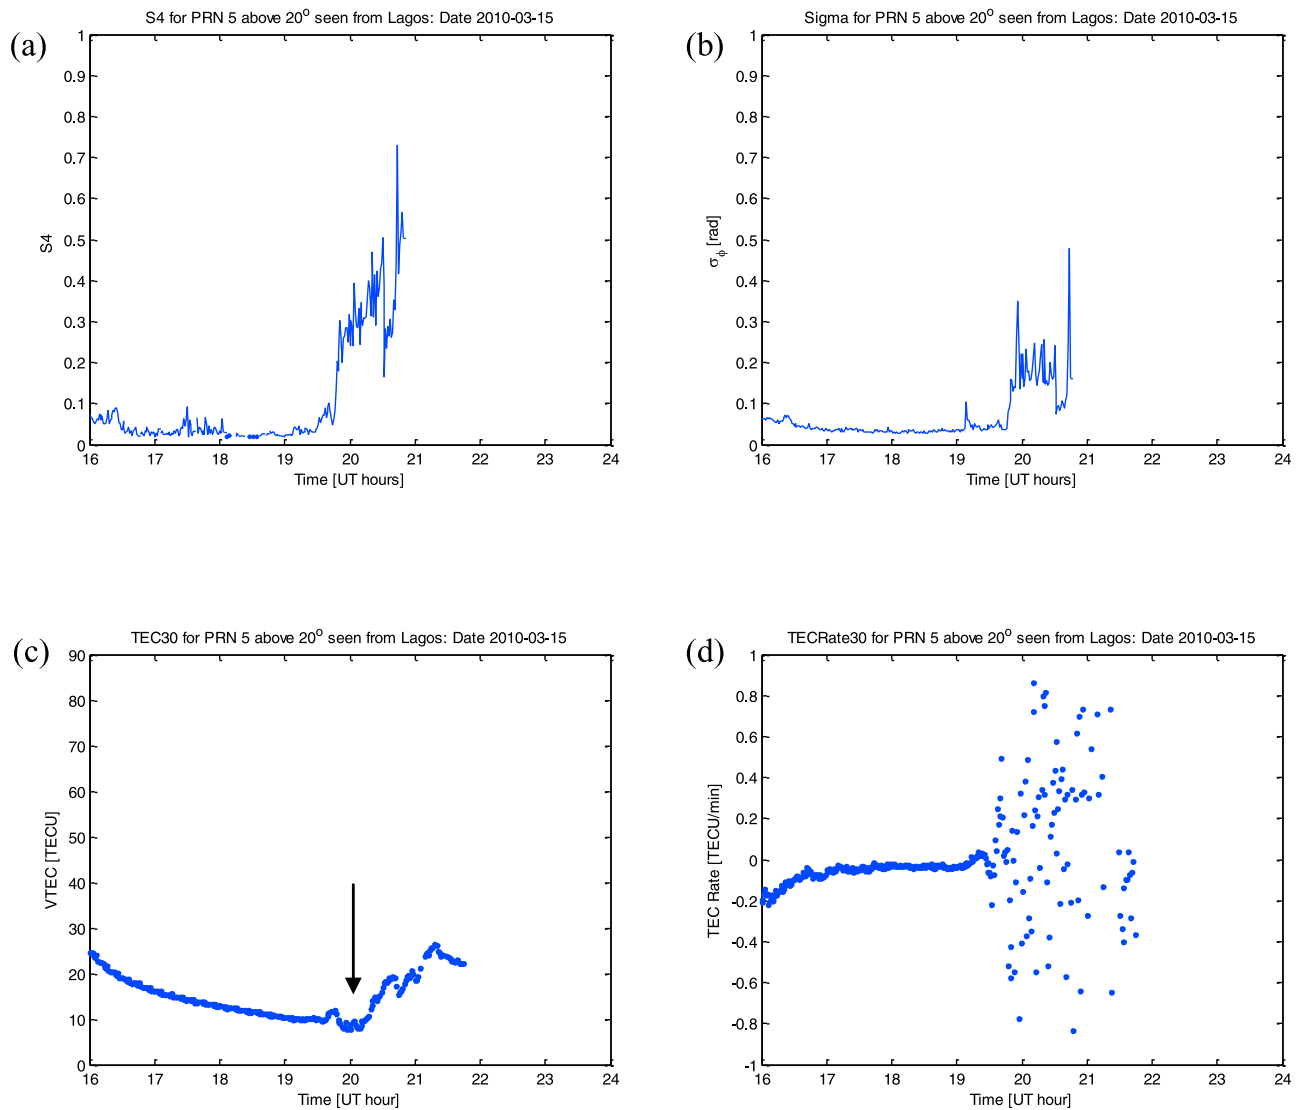 (a)
S4 for PRN 5 above 20° seen from Lagos: Date 2010-03-15
1
0.9
0.8
0.7
0.6
0.5
0.4
0.3
0.2
0.1
0
S4
16 17 18 19 20 21 22 23 24
Time [UT hours]
(b)
Sigma for PRN 5 above 20° seen from Lagos: Date 2010-03-15
1
0.9
0.8
0.7
0.6
0.5
0.4
0.3
0.2
0.1
0
σϕ [rad]
16 17 18 19 20 21 22 23 24
Time [UT hours]
(c)
TEC30 for PRN 5 above 20° seen from Lagos: Date 2010-03-15
90
80
70
60
50
40
30
20
10
0
VTEC [TECU]
16 17 18 19 20 21 22 23 24
Time [UT hour]
(d)
TECRate30 for PRN 5 above 20° seen from Lagos: Date 2010-03-15
1
0.8
0.6
0.4
0.2
0
-0.2
-0.4
-0.6
-0.8
-1
TEC Rate [TECU/min]
16 17 18 19 20 21 22 23 24
Time [UT hour]